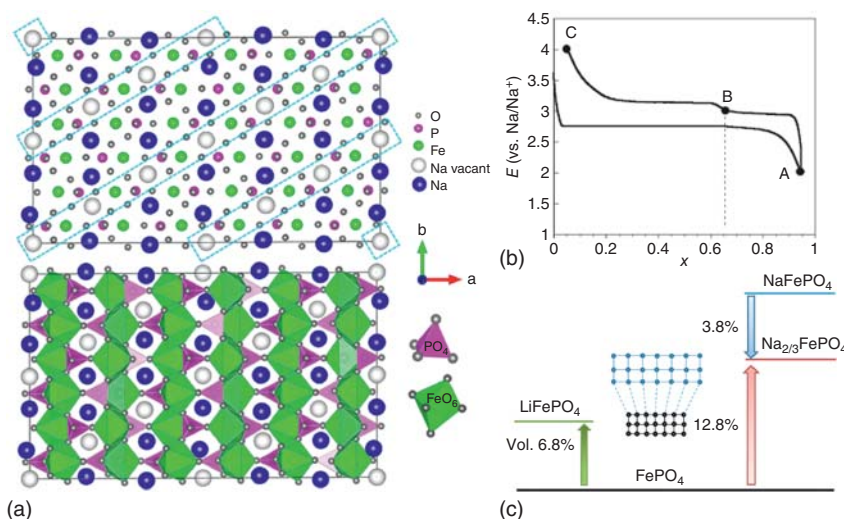 O
P
Fe
Na vacant
Na
b
a
PO4
FeO6
(a)
E (vs. Na/Na+)
4.5
4
3.5
3
2.5
2
1.5
1
C
B
A
0
0.2
0.4
0.6
0.8
1
x
(b)
NaFePO4
3.8%
Na2/3FePO4
LiFePO4
12.8%
Vol. 6.8%
FePO4
(c)